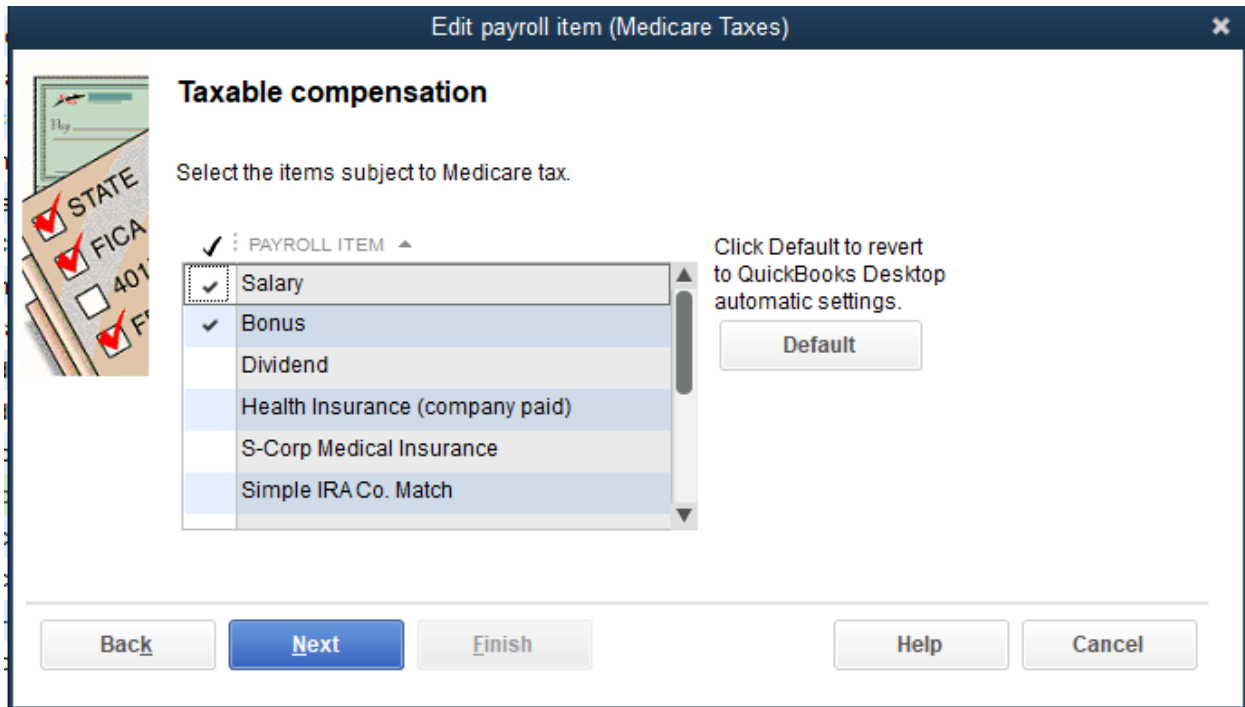 Edit payroll item (Medicare Taxes)
Taxable compensation
Select the items subject to Medicare tax.
PAYROLL ITEM
Salary
Bonus
Dividend
Health Insurance (company paid)
S-Corp Medical Insurance
Simple IRA Co. Match
Click Default to revert
to QuickBooks Desktop
automatic settings.
Default
STATE
FICA
401
Back
Next
Finish
Help
Cancel